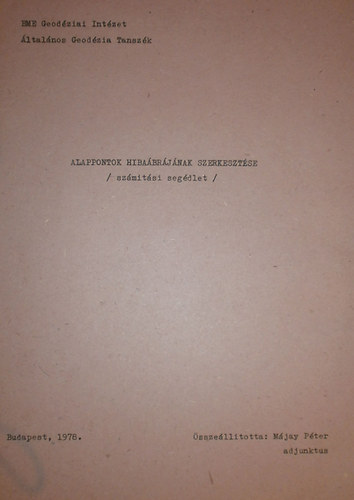 BME Geodéziai Intézet
Általános Geodézia Tanszék
ALAPPONTOK HIBAÁBRÁJÁNAK SZERKESZTÉSE
/ számítási segédlet /
Budapest, 1978.
Összeállította: Májay Péter
adjunktus